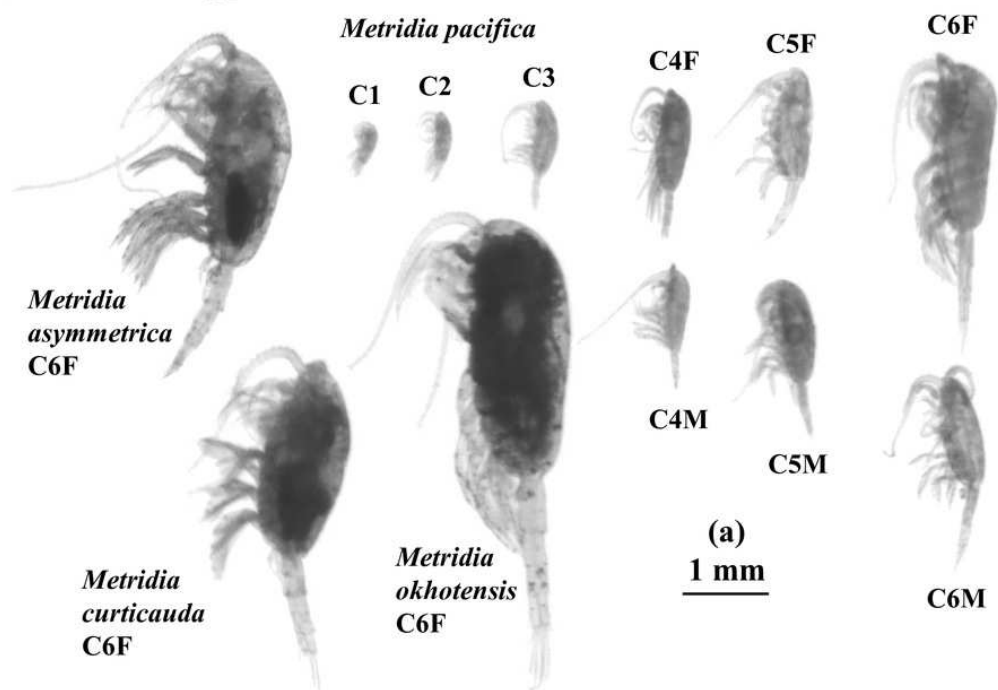 Metridia pacifica
C1
C2
C3
C4F
C5F
C6F
Metridia
asymmetrica
C6F
C4M
C5M
C6M
Metridia
curticauda
C6F
Metridia
okhotensis
C6F
(a)
1 mm